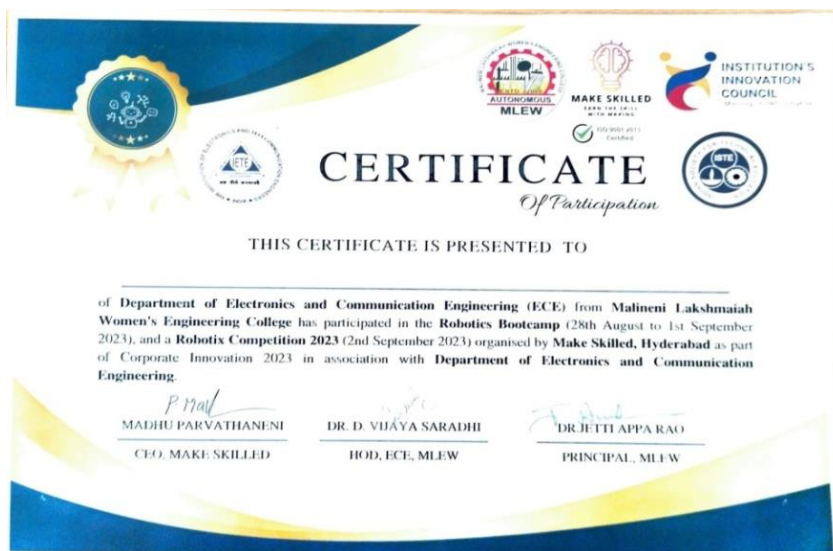 AUTONOMOUS
MLEW
MAKE SKILLED
EARN THE SKILL
WITH MAKING
ISO 9001:2015
Certified
INSTITUTION'S
INNOVATION
COUNCIL
IETE
ISTE
CERTIFICATE
Of Participation
THIS CERTIFICATE IS PRESENTED TO
of Department of Electronics and Communication Engineering (ECE) from Malineni Lakshmaiah
Women's Engineering College has participated in the Robotics Bootcamp (28th August to 1st September
2023), and a Robotix Competition 2023 (2nd September 2023) organised by Make Skilled, Hyderabad as part
of Corporate Innovation 2023 in association with Department of Electronics and Communication
Engineering.
MADHU PARVATHANENI
CEO, MAKE SKILLED
DR. D. VIJAYA SARADHI
HOD, ECE, MLEW
DR.JETTI APPA RAO
PRINCIPAL, MLEW